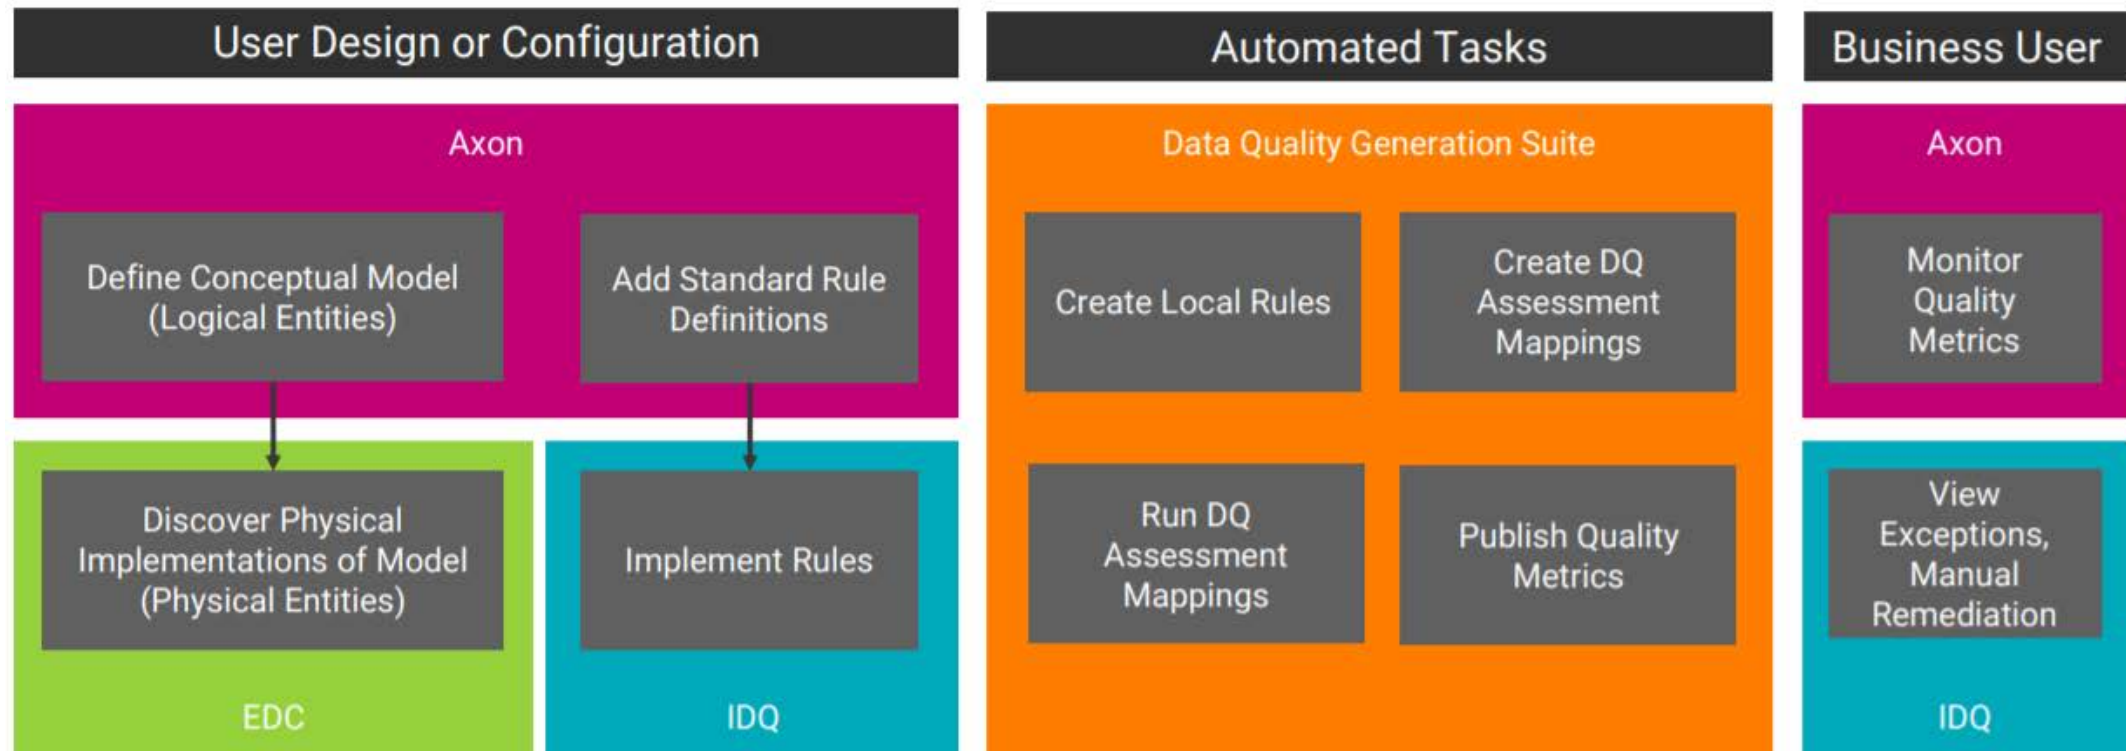 User Design or Configuration
Automated Tasks
Business User
Axon
Define Conceptual Model
(Logical Entities)
Add Standard Rule
Definitions
Discover Physical
Implementations of Model
(Physical Entities)
EDC
Implement Rules
IDQ
Data Quality Generation Suite
Create Local Rules
Create DQ
Assessment
Mappings
Run DQ
Assessment
Mappings
Publish Quality
Metrics
Axon
Monitor
Quality
Metrics
View
Exceptions,
Manual
Remediation
IDQ